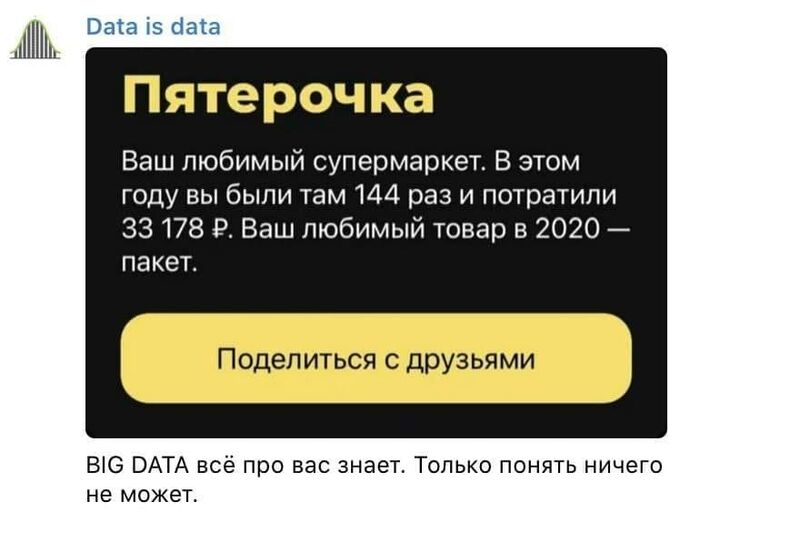 Data is data
Пятерочка
Ваш любимый супермаркет. В этом
году вы были там 144 раз и потратили
33 178 ₽. Ваш любимый товар в 2020 —
пакет.
Поделиться с друзьями
BIG DATA всё про вас знает. Только понять ничего
не может.